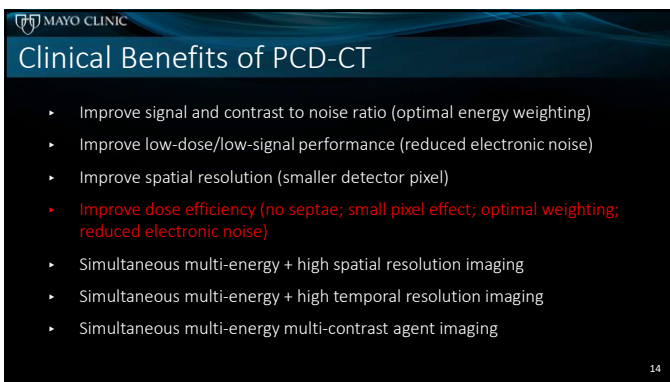 MAYO CLINIC
Clinical Benefits of PCD-CT
▸ Improve signal and contrast to noise ratio (optimal energy weighting)
▸ Improve low-dose/low-signal performance (reduced electronic noise)
▸ Improve spatial resolution (smaller detector pixel)
▸ Improve dose efficiency (no septae; small pixel effect; optimal weighting;
reduced electronic noise)
▸ Simultaneous multi-energy + high spatial resolution imaging
▸ Simultaneous multi-energy + high temporal resolution imaging
▸ Simultaneous multi-energy multi-contrast agent imaging
14